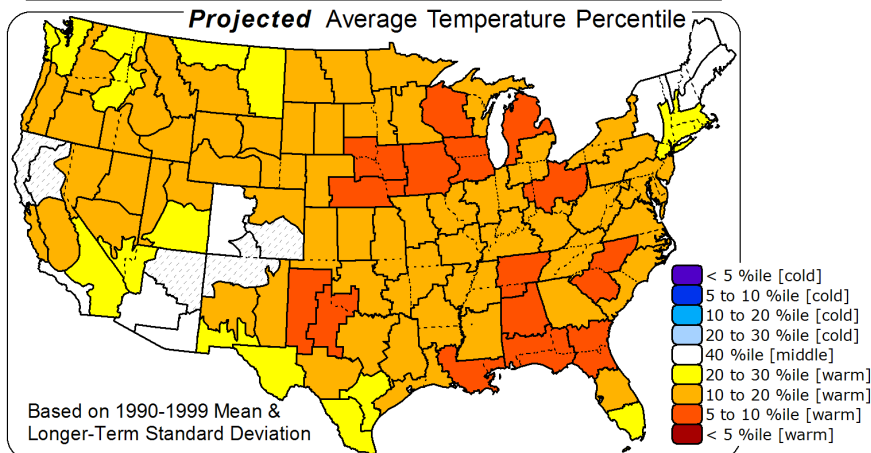 Projected Average Temperature Percentile
< 5 %ile [cold]
5 to 10 %ile [cold]
10 to 20 %ile [cold]
20 to 30 %ile [cold]
40 %ile [middle]
20 to 30 %ile [warm]
10 to 20 %ile [warm]
5 to 10 %ile [warm]
< 5 %ile [warm]
Based on 1990-1999 Mean &
Longer-Term Standard Deviation